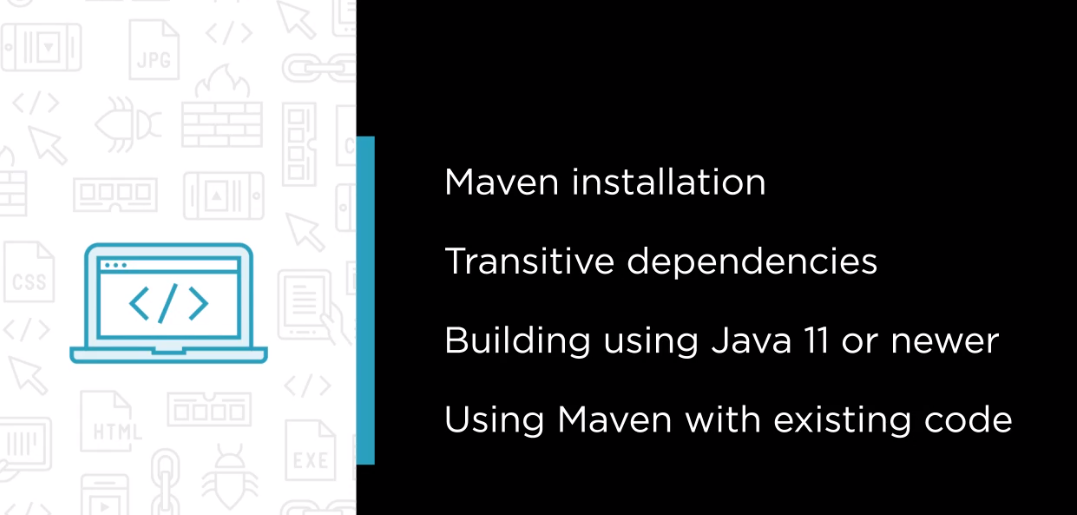 JPG
</>
</>
C
CSS
</>
</>
</>
HTML
EXE
</>
Maven installation
Transitive dependencies
Building using Java 11 or newer
Using Maven with existing code